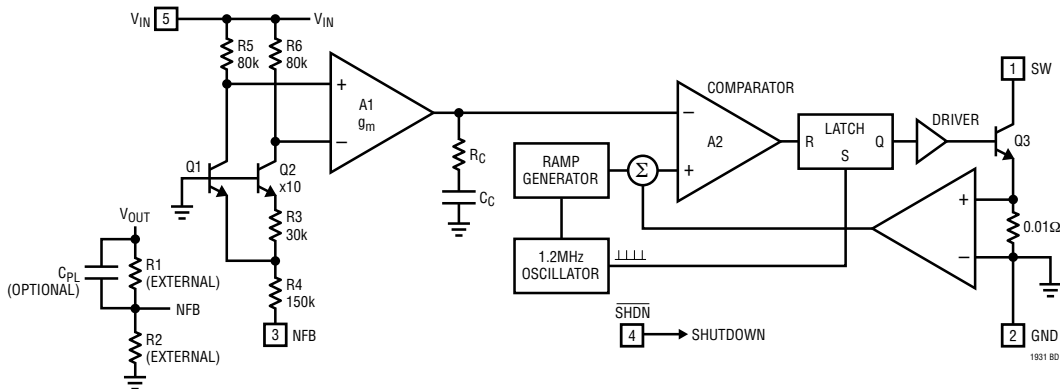 VIN 5 VIN
R5
80k
R6
80k
+
A1
gm
−
Q1
Q2
x10
R3
30k
R4
150k
3 NFB
VOUT
CPL
(OPTIONAL)
R1
(EXTERNAL)
NFB
R2
(EXTERNAL)
RC
CC
COMPARATOR
−
A2
+
RAMP
GENERATOR
Σ
1.2MHz
OSCILLATOR
LATCH
R Q
S
DRIVER
1 SW
Q3
+
0.01Ω
−
SHDN
4 SHUTDOWN
2 GND
1931 BD